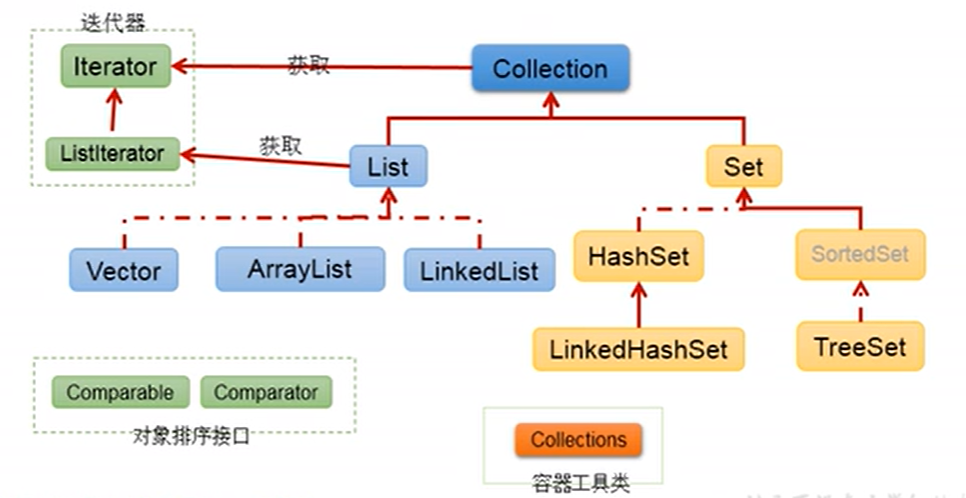 迭代器
Iterator
获取
Collection
ListIterator
获取
List
Set
Vector
ArrayList
LinkedList
HashSet
SortedSet
LinkedHashSet
TreeSet
Comparable
Comparator
对象排序接口
Collections
容器工具类